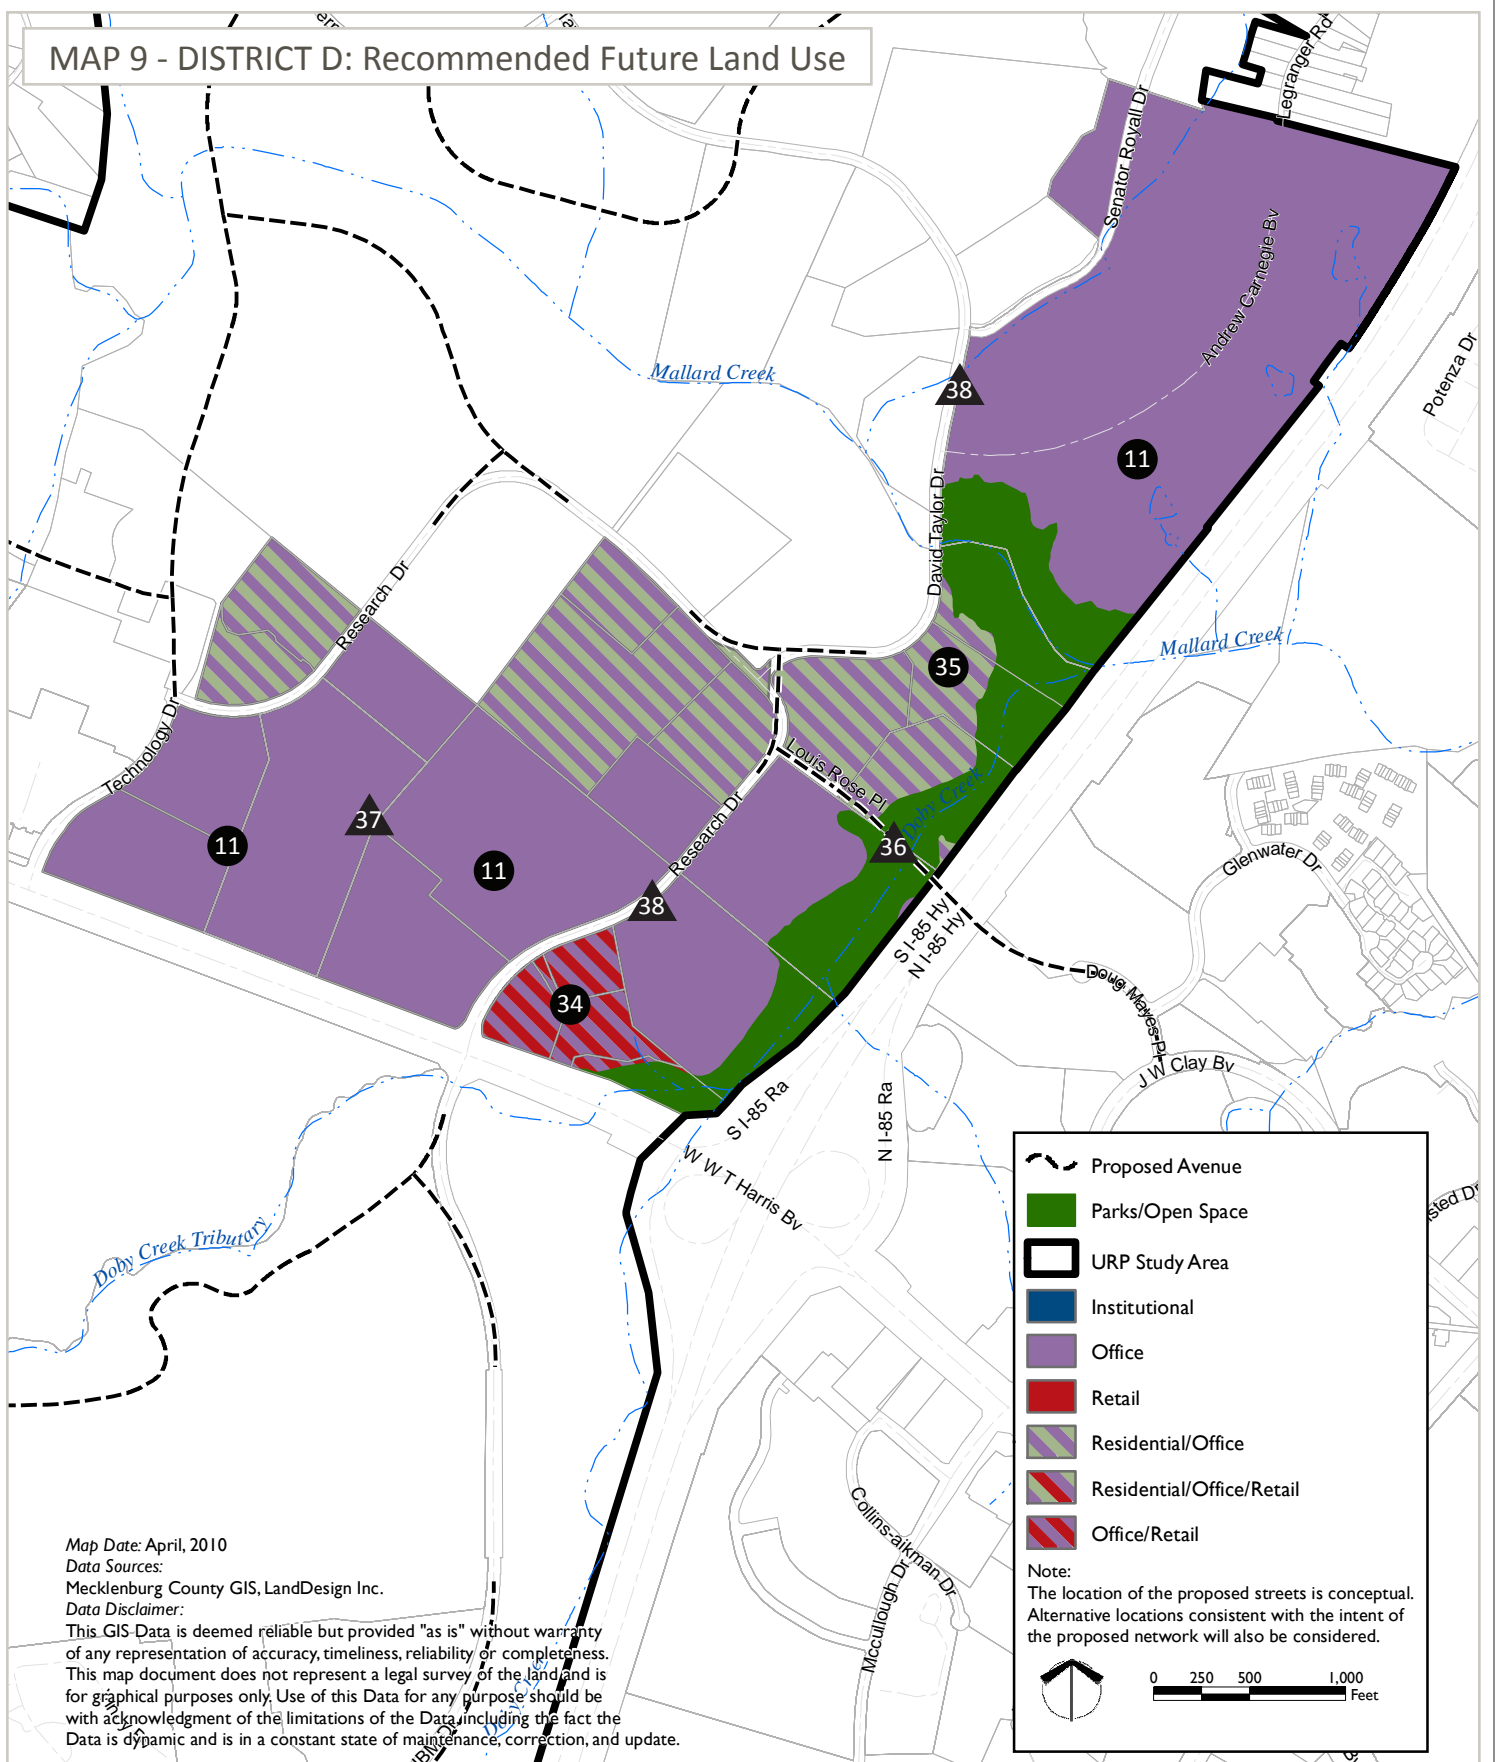 MAP 9 - DISTRICT D: Recommended Future Land Use
Legranger Rd
Senator Royall Dr
Andrew Carnegie Bv
Potenza Dr
Mallard Creek
38
11
David Taylor Dr
Research Dr
Mallard Creek
35
Technology Dr
Louis Rose Pl
Doby Creek
37
11
11
Research Dr
36
Glenwater Dr
38
S I-85 Hy
N I-85 Hy
34
Doug Mayes Pl
J W Clay Bv
S I-85 Ra
N I-85 Ra
W W T Harris Bv
Doby Creek Tributary
Collins-aikman Dr
Mccullough Dr
Proposed Avenue
Parks/Open Space
URP Study Area
Institutional
Office
Retail
Residential/Office
Residential/Office/Retail
Office/Retail
Note:
The location of the proposed streets is conceptual.
Alternative locations consistent with the intent of
the proposed network will also be considered.
0 250 500 1,000
Feet
Map Date: April, 2010
Data Sources:
Mecklenburg County GIS, LandDesign Inc.
Data Disclaimer:
This GIS Data is deemed reliable but provided "as is" without warranty
of any representation of accuracy, timeliness, reliability or completeness.
This map document does not represent a legal survey of the land and is
for graphical purposes only. Use of this Data for any purpose should be
with acknowledgment of the limitations of the Data, including the fact the
Data is dynamic and is in a constant state of maintenance, correction, and update.
Doby Creek
IBM Dr